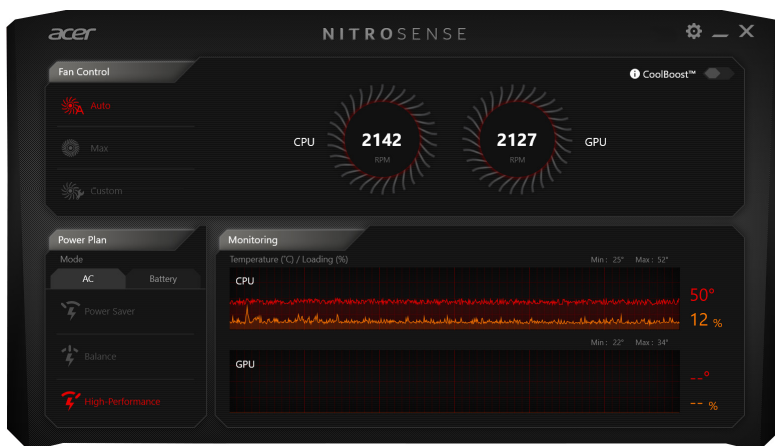 acer
NITROSENSE
Fan Control
CoolBoost™
Auto
Max
Custom
CPU
2142
RPM
2127
RPM
GPU
Power Plan
Mode
AC
Battery
Power Saver
Balance
High-Performance
Monitoring
Temperature (°C) / Loading (%)
Min : 25° Max : 52°
CPU
50°
12 %
Min : 22° Max : 34°
GPU
--°
-- %